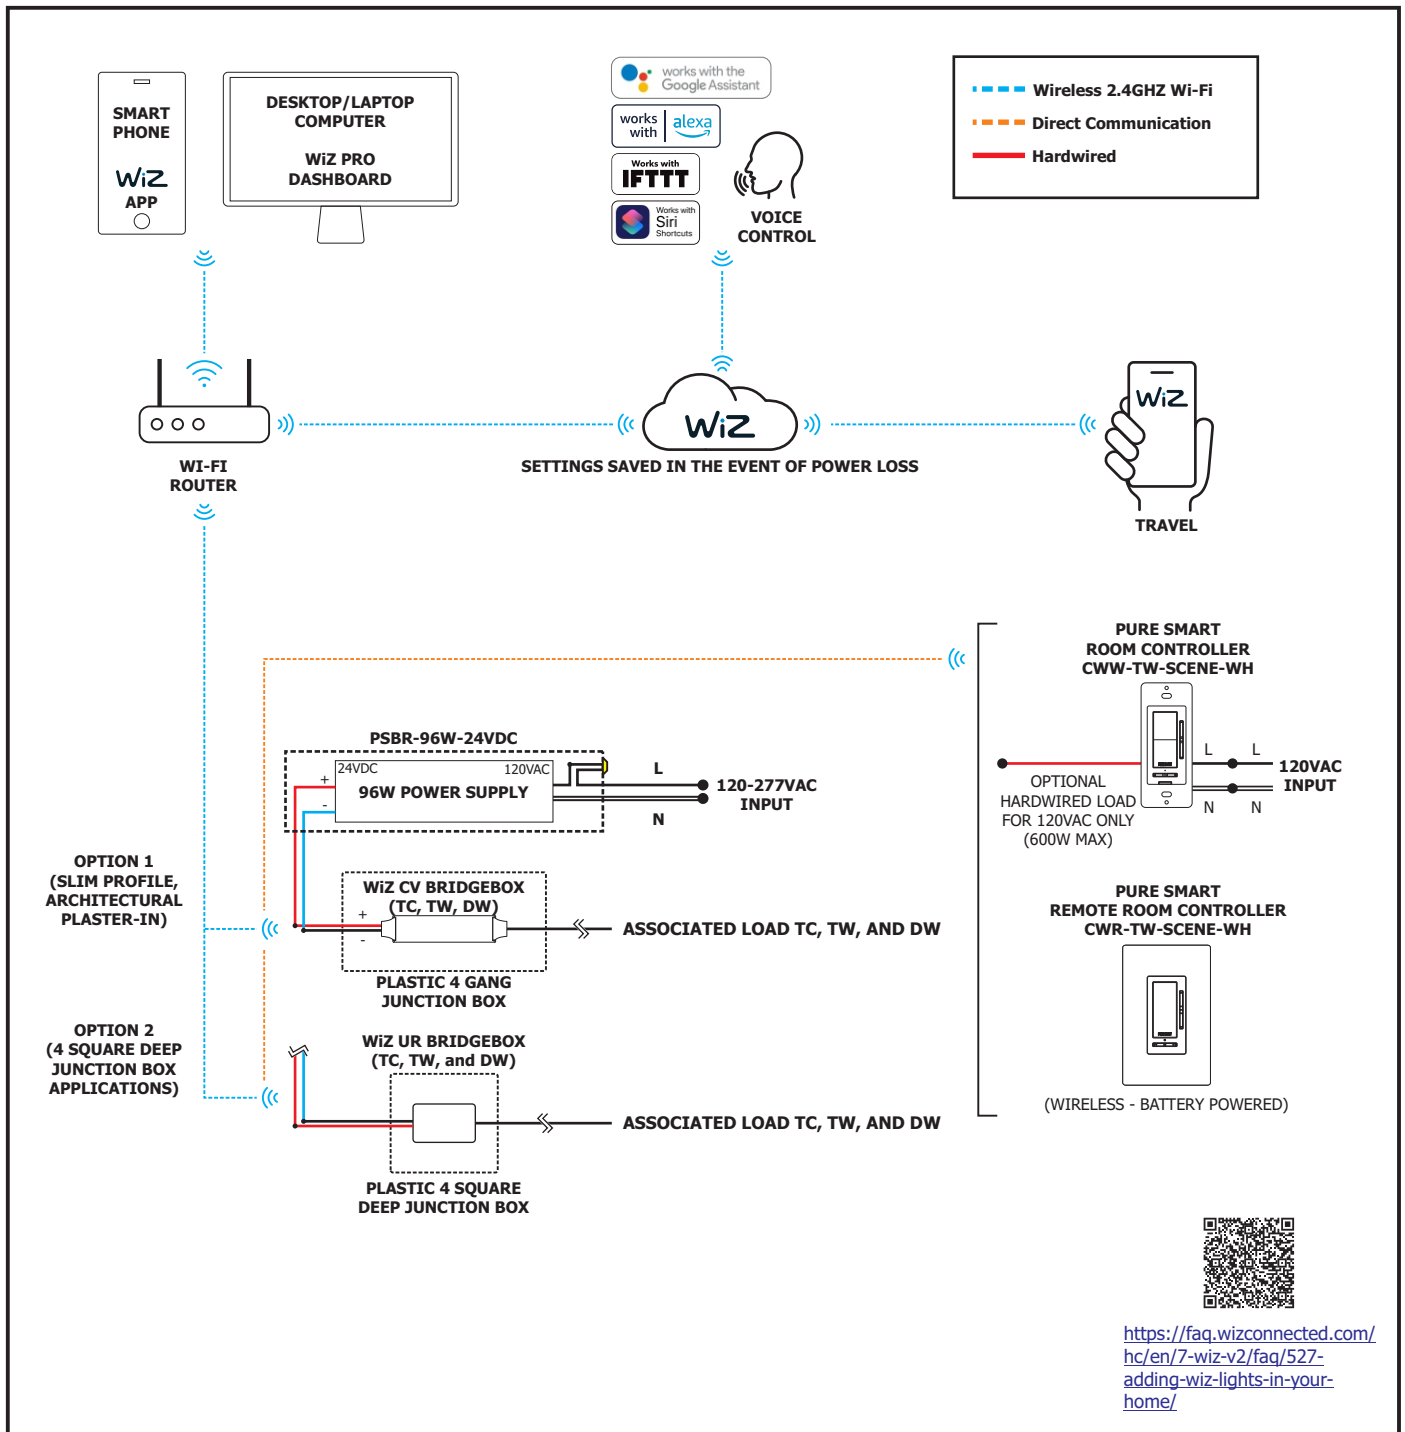 SMART
PHONE
WiZ
APP
DESKTOP/LAPTOP
COMPUTER
WiZ PRO
DASHBOARD
works with the
Google Assistant
works
with
alexa
Works with
IFTTT
Works with
Siri
Shortcuts
VOICE
CONTROL
Wireless 2.4GHZ Wi-Fi
Direct Communication
Hardwired
WI-FI
ROUTER
WiZ
SETTINGS SAVED IN THE EVENT OF POWER LOSS
WiZ
TRAVEL
PURE SMART
ROOM CONTROLLER
CWW-TW-SCENE-WH
L
L
N
N
120VAC
INPUT
OPTIONAL
HARDWIRED LOAD
FOR 120VAC ONLY
(600W MAX)
PSBR-96W-24VDC
24VDC
120VAC
96W POWER SUPPLY
+
-
L
N
120-277VAC
INPUT
OPTION 1
(SLIM PROFILE,
ARCHITECTURAL
PLASTER-IN)
WiZ CV BRIDGEBOX
(TC, TW, DW)
+
-
ASSOCIATED LOAD TC, TW, AND DW
PLASTIC 4 GANG
JUNCTION BOX
PURE SMART
REMOTE ROOM CONTROLLER
CWR-TW-SCENE-WH
(WIRELESS - BATTERY POWERED)
OPTION 2
(4 SQUARE DEEP
JUNCTION BOX
APPLICATIONS)
WiZ UR BRIDGEBOX
(TC, TW, and DW)
ASSOCIATED LOAD TC, TW, AND DW
PLASTIC 4 SQUARE
DEEP JUNCTION BOX
https://faq.wizconnected.com/
hc/en/7-wiz-v2/faq/527-
adding-wiz-lights-in-your-
home/